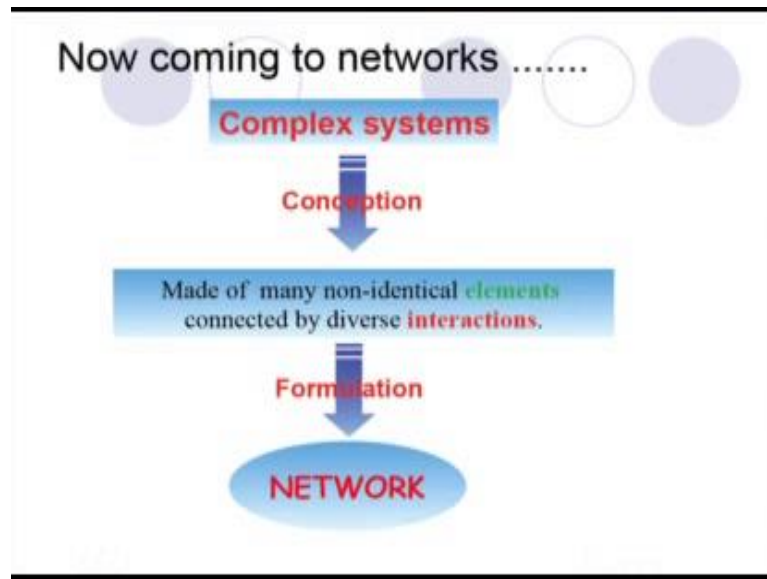 Now coming to networks .......
Complex systems
Conception
Made of many non-identical elements
connected by diverse interactions.
Formulation
NETWORK